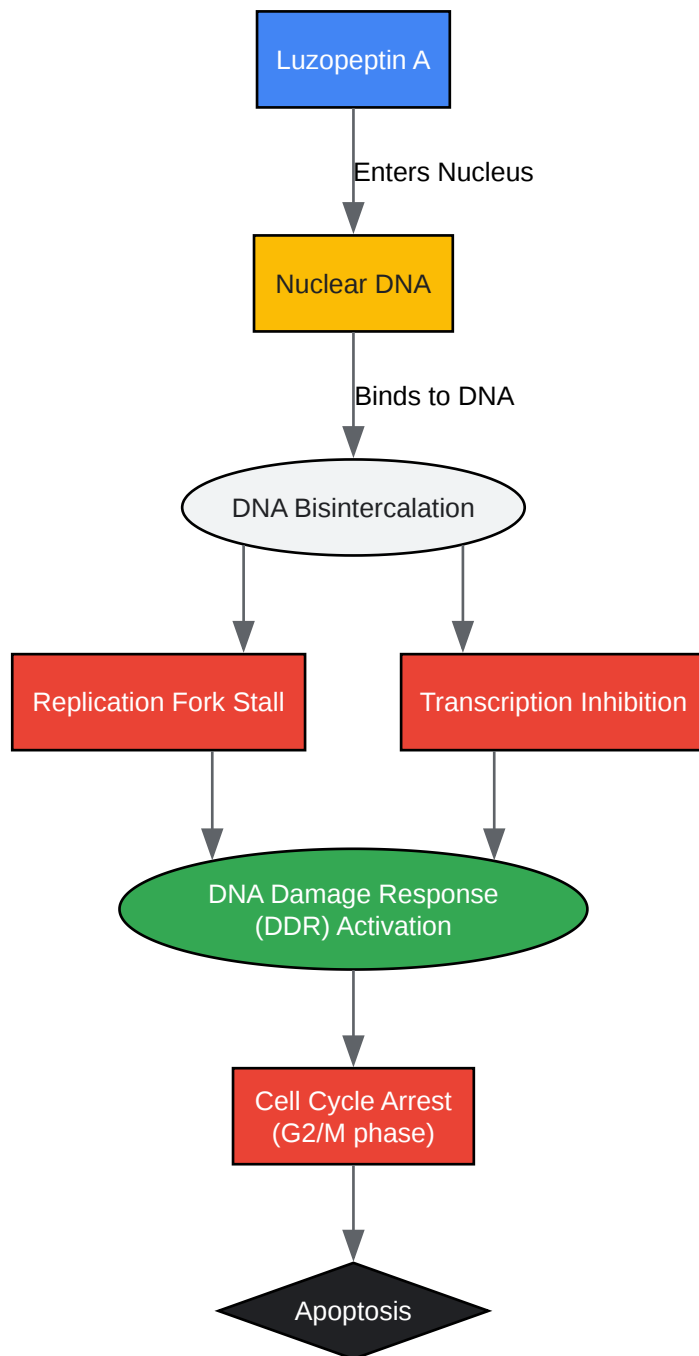 Luzopeptin A
Enters Nucleus
Nuclear DNA
Binds to DNA
DNA Bisintercalation
Replication Fork Stall
Transcription Inhibition
DNA Damage Response
(DDR) Activation
Cell Cycle Arrest
(G2/M phase)
Apoptosis